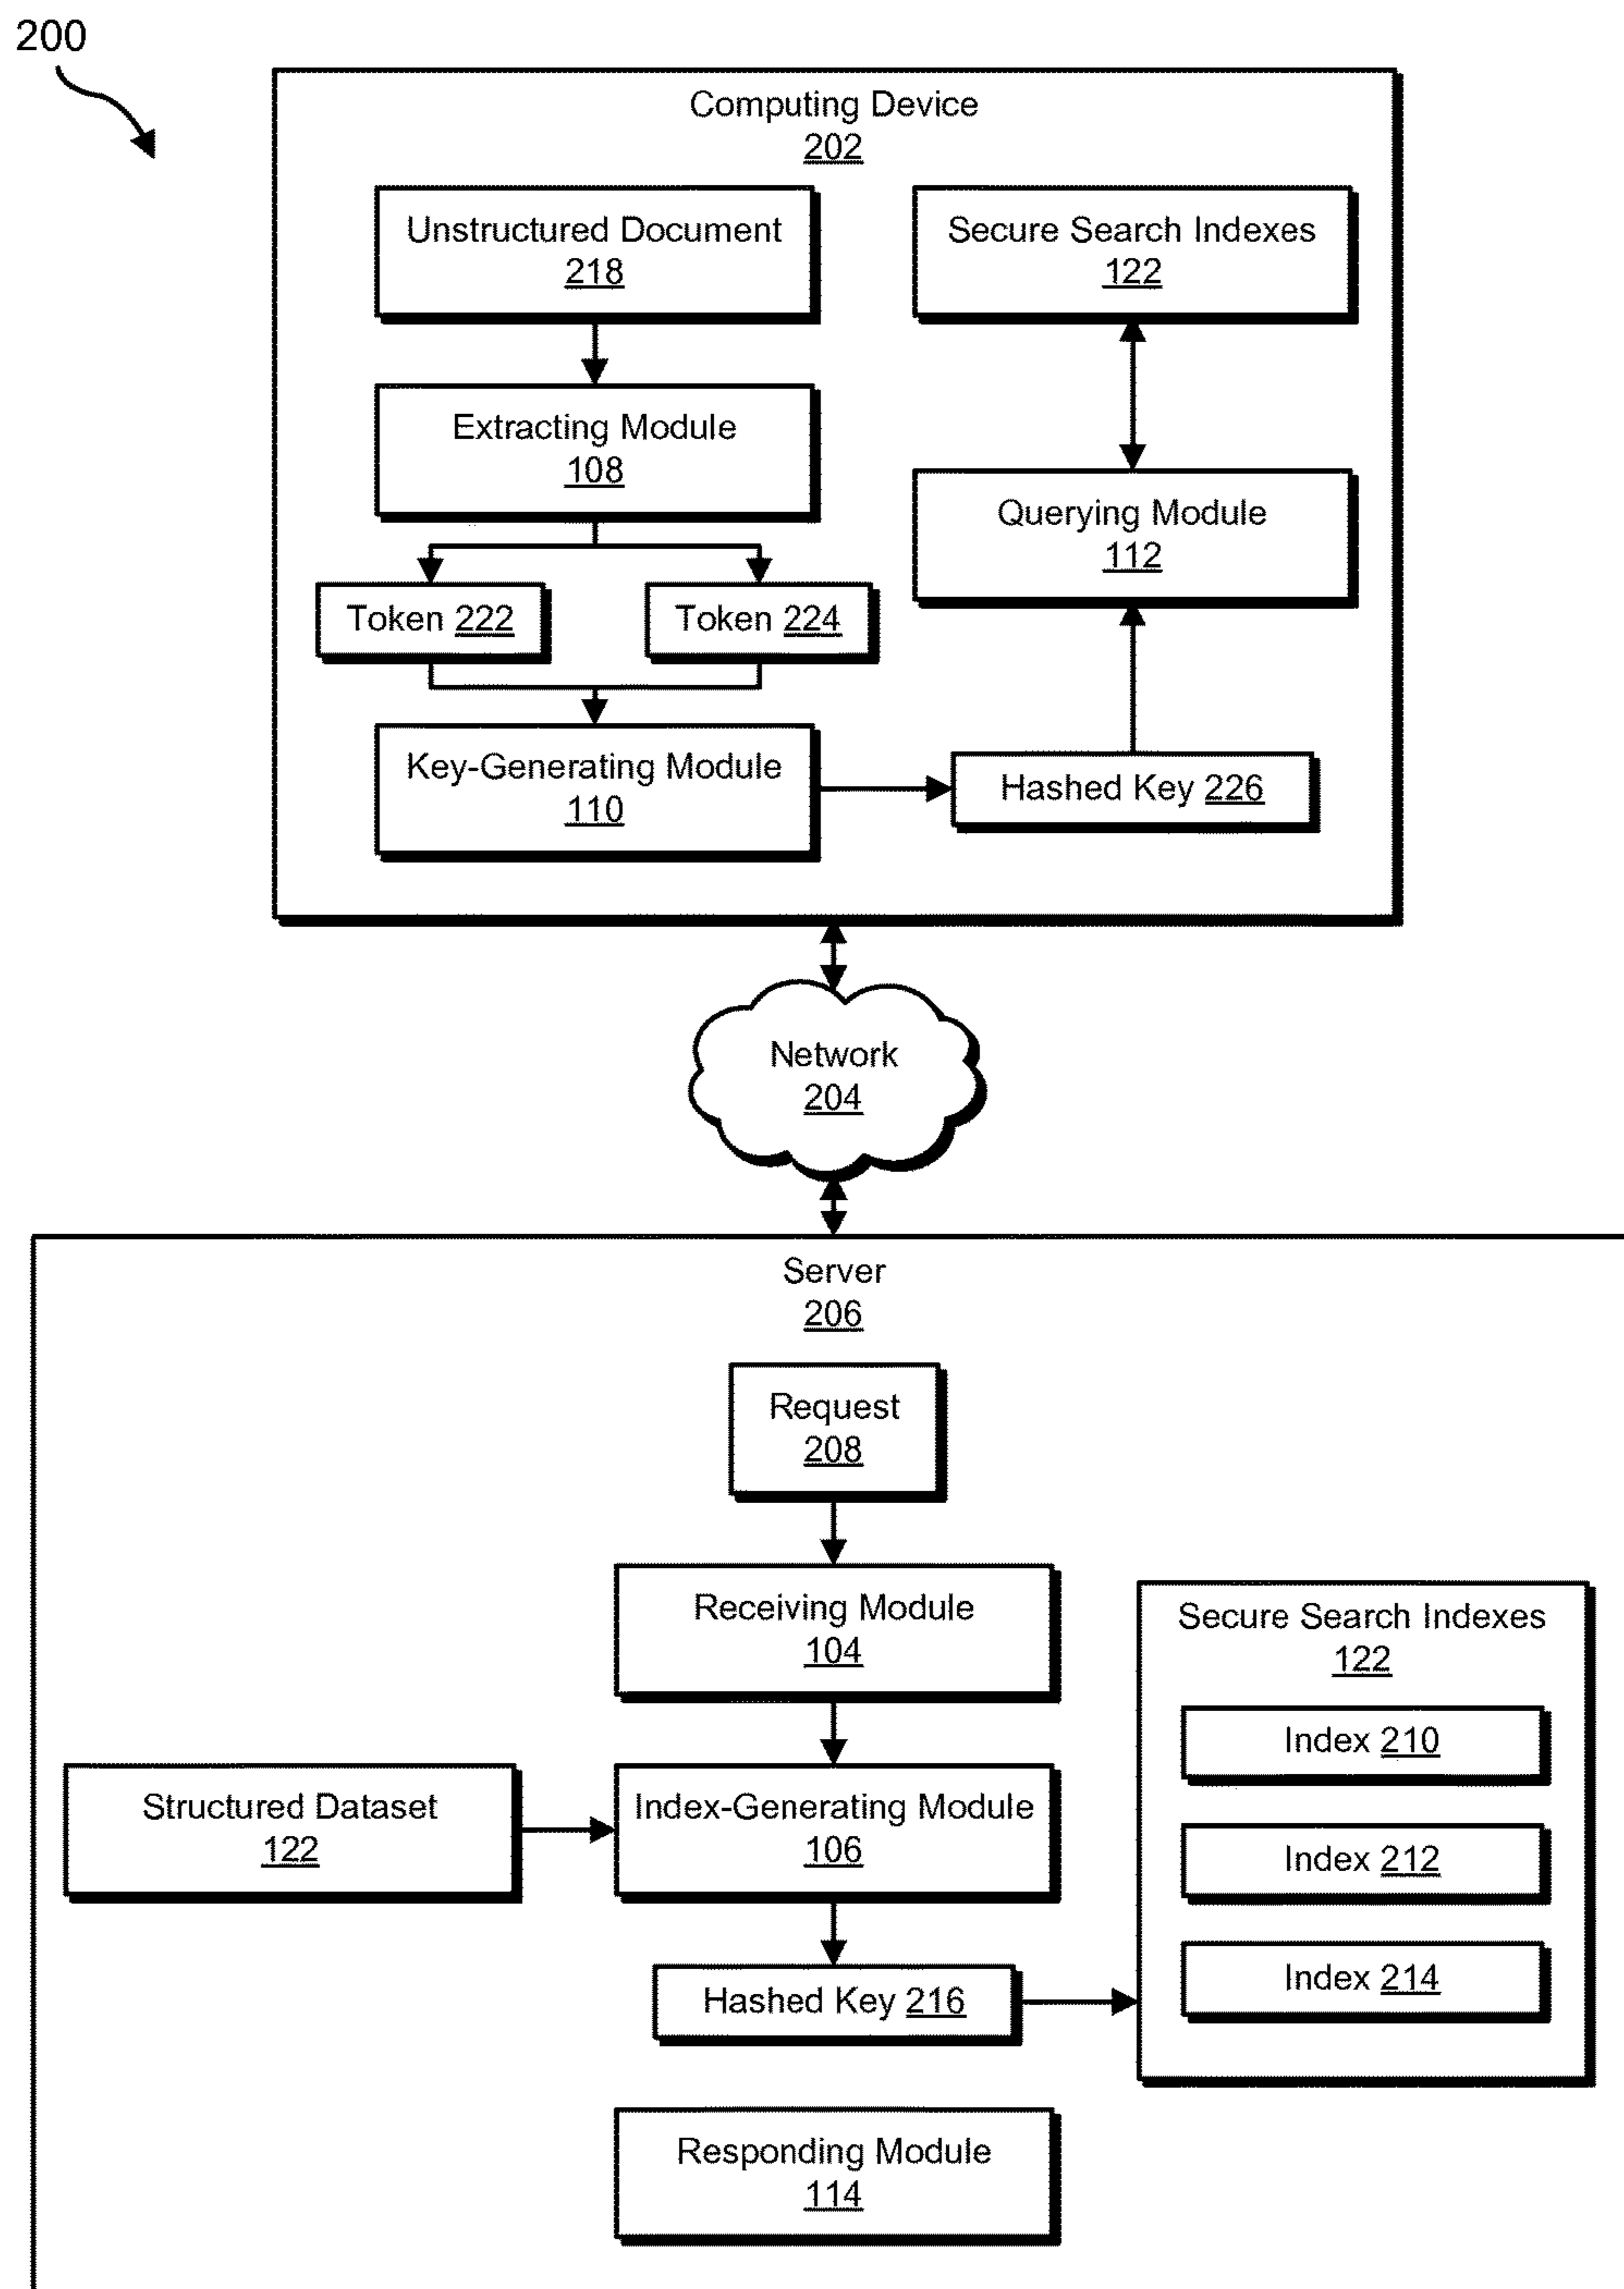 200
Computing Device
202
Unstructured Document
218
Secure Search Indexes
122
Extracting Module
108
Querying Module
112
Token 222
Token 224
Key-Generating Module
110
Hashed Key 226
Network
204
Server
206
Request
208
Receiving Module
104
Secure Search Indexes
122
Index 210
Structured Dataset
122
Index-Generating Module
106
Index 212
Hashed Key 216
Index 214
Responding Module
114